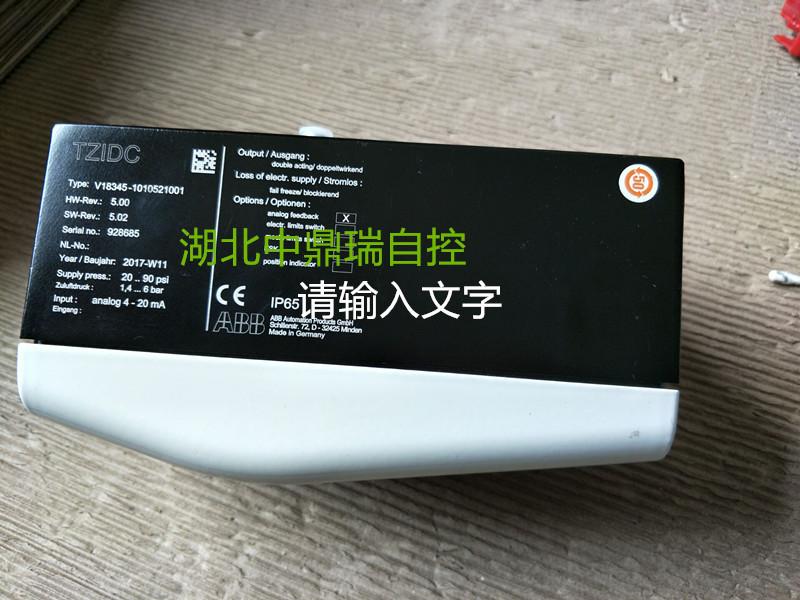 TZIDC
Type: V18345-1010521001
HW-Rev.: 5.00
SW-Rev.: 5.02
Serial no.: 928685
NL-No.:
Year / Baujahr: 2017-W11
Supply press.: 20 .. 90 psi
Zuluftdruck: 1,4 ... 6 bar
Input : analog 4 - 20 mA
Eingang :
Output / Ausgang :
double acting/ doppeltwirkend
Loss of electr. supply / Stromlos :
fail freeze/ blockierend
Options / Optionen :
analog feedback X
electr. limits switch
position indicator
湖北中鼎瑞自控
CE IP65
请输入文字
ABB ABB Automation Products GmbH
Schillerstr. 72, D - 32425 Minden
Made in Germany
50